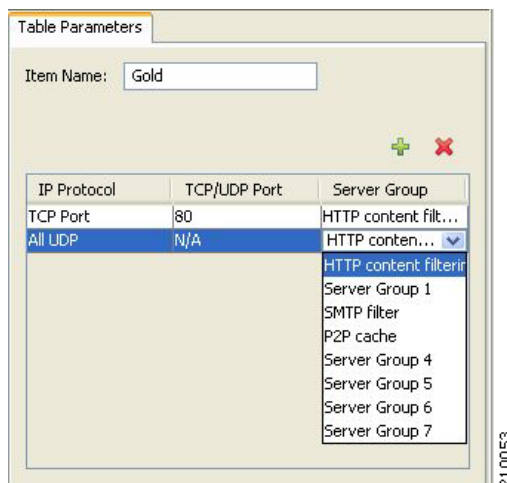 Table Parameters
Item Name: Gold
IP Protocol TCP/UDP Port Server Group
TCP Port 80 HTTP content filt...
All UDP N/A HTTP conten...
HTTP content filterin
Server Group 1
SMTP filter
P2P cache
Server Group 4
Server Group 5
Server Group 6
Server Group 7
210053